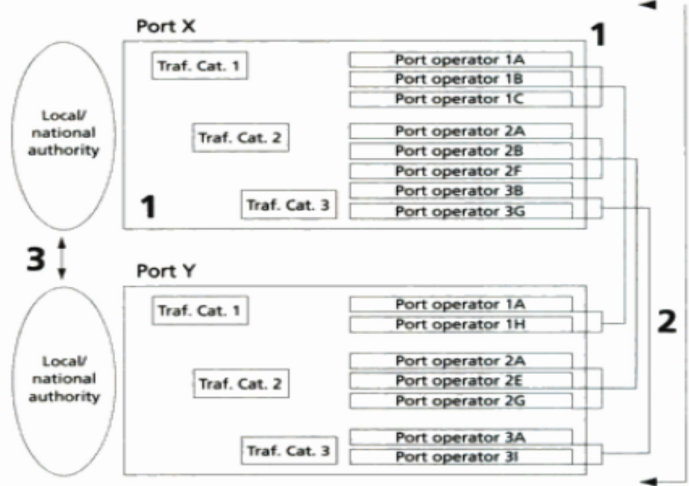 Port X
1
Traf. Cat. 1
Port operator 1A
Port operator 1B
Port operator 1C
Local/
national
authority
Traf. Cat. 2
Port operator 2A
Port operator 2B
Port operator 2F
Port operator 3B
1
Traf. Cat. 3
Port operator 3G
3
Port Y
Traf. Cat. 1
Port operator 1A
Port operator 1H
2
Local/
national
authority
Traf. Cat. 2
Port operator 2A
Port operator 2E
Port operator 2G
Traf. Cat. 3
Port operator 3A
Port operator 3I